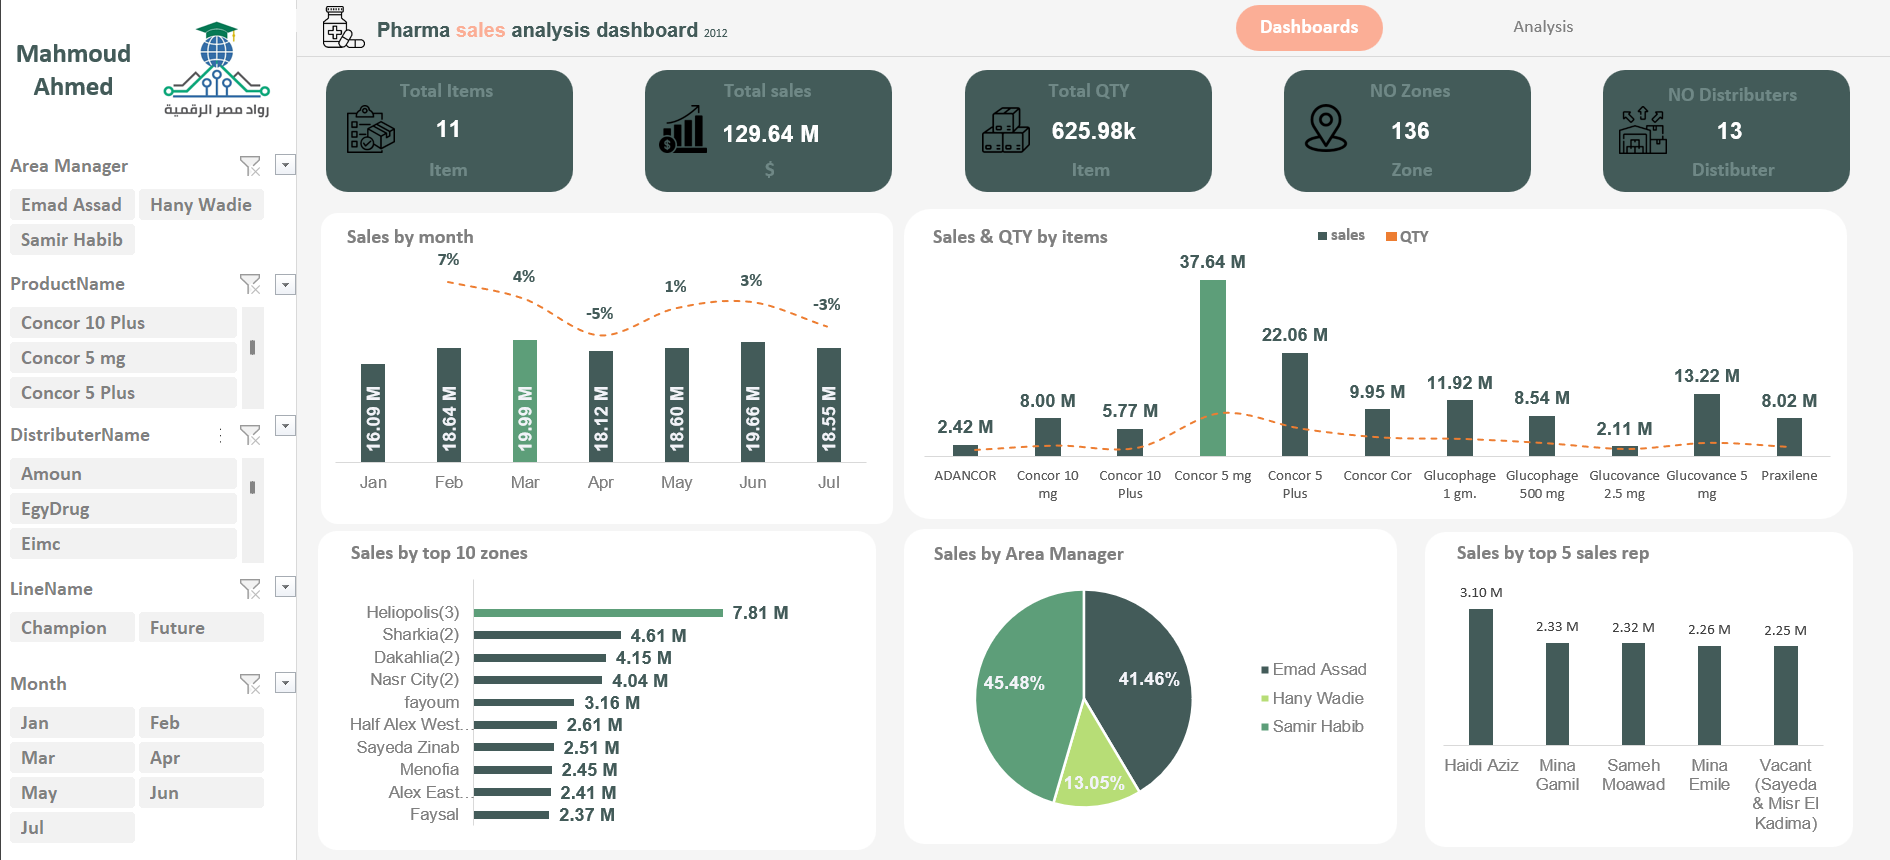 Mahmoud
Ahmed
رواد مصر الرقمية
Pharma sales analysis dashboard 2012
Dashboards
Analysis
Total Items
11
Item
Total sales
129.64 M
$
Total QTY
625.98k
Item
NO Zones
136
Zone
NO Distributers
13
Distibuter
Area Manager
Emad Assad
Hany Wadie
Samir Habib
ProductName
Concor 10 Plus
Concor 5 mg
Concor 5 Plus
DistributerName
Amoun
EgyDrug
Eimc
LineName
Champion
Future
Month
Jan
Feb
Mar
Apr
May
Jun
Jul
Sales by month
7%
4%
-5%
1%
3%
-3%
16.09 M
18.64 M
19.99 M
18.12 M
18.60 M
19.66 M
18.55 M
Jan
Feb
Mar
Apr
May
Jun
Jul
Sales & QTY by items
sales
QTY
2.42 M
8.00 M
5.77 M
37.64 M
22.06 M
9.95 M
11.92 M
8.54 M
2.11 M
13.22 M
8.02 M
ADANCOR
Concor 10
mg
Concor 10
Plus
Concor 5 mg
Concor 5
Plus
Concor Cor
Glucophage
1 gm.
Glucophage
500 mg
Glucovance
2.5 mg
Glucovance 5
mg
Praxilene
Sales by top 10 zones
Heliopolis(3)
7.81 M
Sharkia(2)
4.61 M
Dakahlia(2)
4.15 M
Nasr City(2)
4.04 M
fayoum
3.16 M
Half Alex West...
2.61 M
Sayeda Zinab
2.51 M
Menofia
2.45 M
Alex East...
2.41 M
Faysal
2.37 M
Sales by Area Manager
45.48%
41.46%
13.05%
Emad Assad
Hany Wadie
Samir Habib
Sales by top 5 sales rep
3.10 M
2.33 M
2.32 M
2.26 M
2.25 M
Haidi Aziz
Mina
Gamil
Sameh
Moawad
Mina
Emile
Vacant
(Sayeda
& Misr El
Kadima)